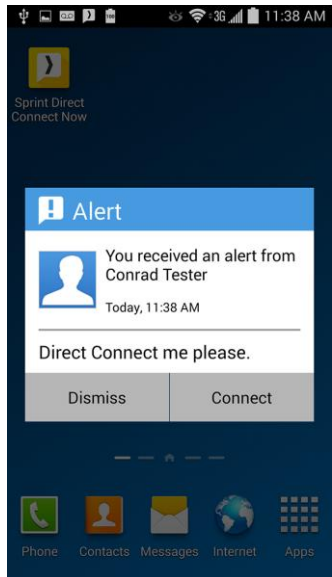 3G 11:38 AM
Sprint Direct
Connect Now
Alert
You received an alert from
Conrad Tester
Today, 11:38 AM
Direct Connect me please.
Dismiss Connect
Phone Contacts Messages Internet Apps